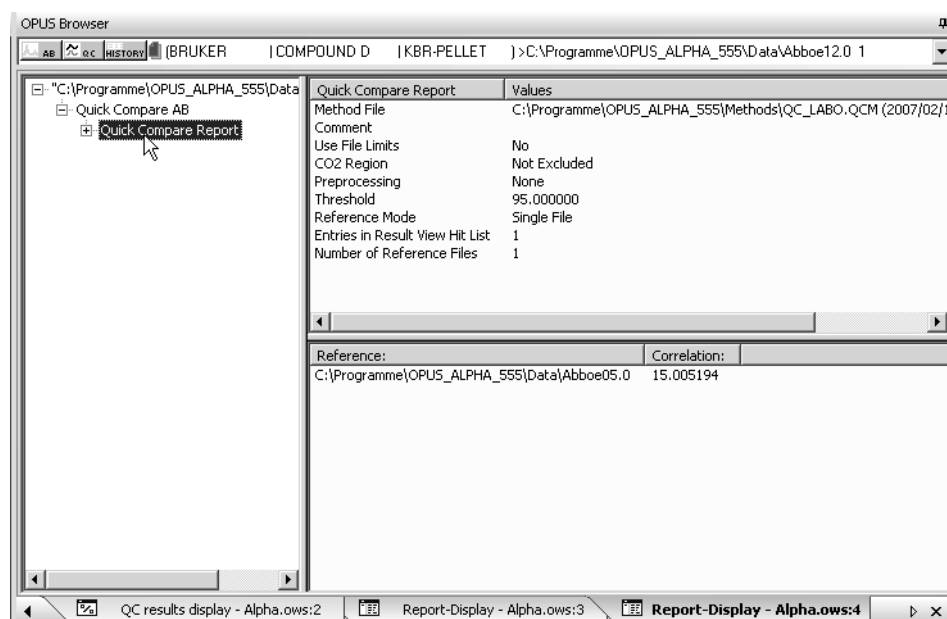 OPUS Browser
AB QC HISTORY (BRUKER |COMPOUND D |KBR-PELLET )>C:\Programme\OPUS_ALPHA_555\Data\Abboe12.0 1
"C:\Programme\OPUS_ALPHA_555\Data
Quick Compare AB
Quick Compare Report
Quick Compare Report Values
Method File C:\Programme\OPUS_ALPHA_555\Methods\QC_LABO.QCM (2007/02/1
Comment
Use File Limits No
CO2 Region Not Excluded
Preprocessing None
Threshold 95.000000
Reference Mode Single File
Entries in Result View Hit List 1
Number of Reference Files 1
Reference: Correlation:
C:\Programme\OPUS_ALPHA_555\Data\Abboe05.0 15.005194
QC results display - Alpha.ows:2 Report-Display - Alpha.ows:3 Report-Display - Alpha.ows:4